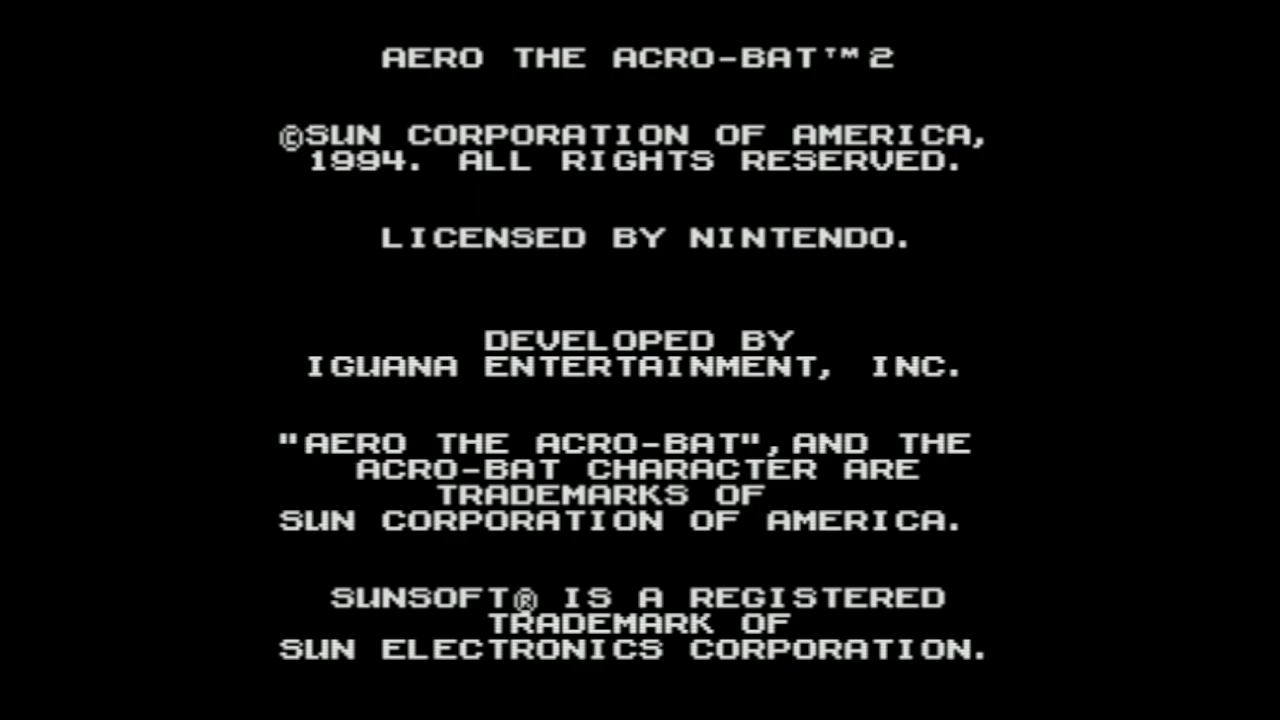 AERO THE ACRO-BAT™2
©SUN CORPORATION OF AMERICA,
1994. ALL RIGHTS RESERVED.
LICENSED BY NINTENDO.
DEVELOPED BY
IGUANA ENTERTAINMENT, INC.
"AERO THE ACRO-BAT",AND THE
ACRO-BAT CHARACTER ARE
TRADEMARKS OF
SUN CORPORATION OF AMERICA.
SUNSOFT® IS A REGISTERED
TRADEMARK OF
SUN ELECTRONICS CORPORATION.